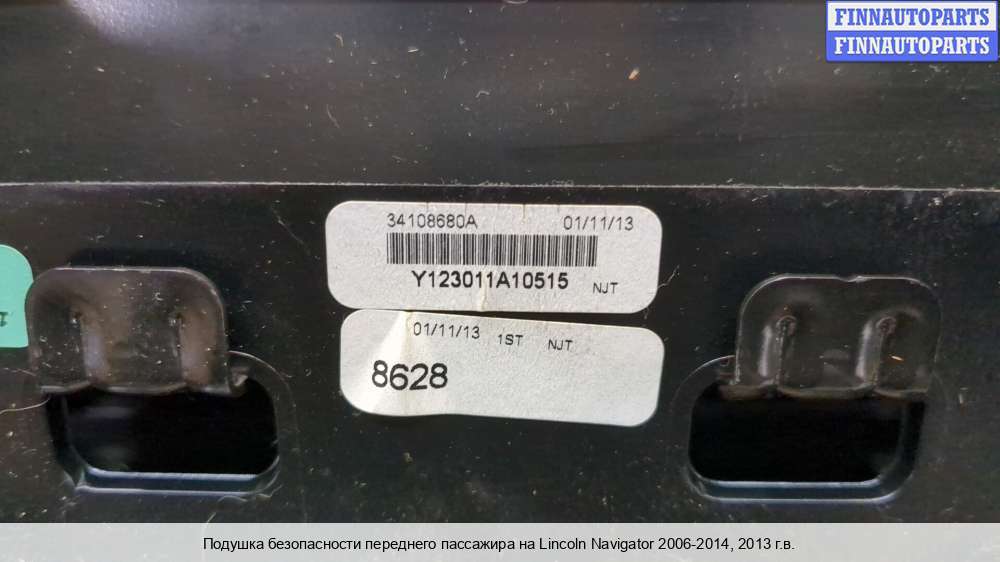 FINNAUTOPARTS
FINNAUTOPARTS
34108680A 01/11/13
Y123011A10515 NJT
01/11/13 1ST NJT
8628
Подушка безопасности переднего пассажира на Lincoln Navigator 2006-2014, 2013 г.в.